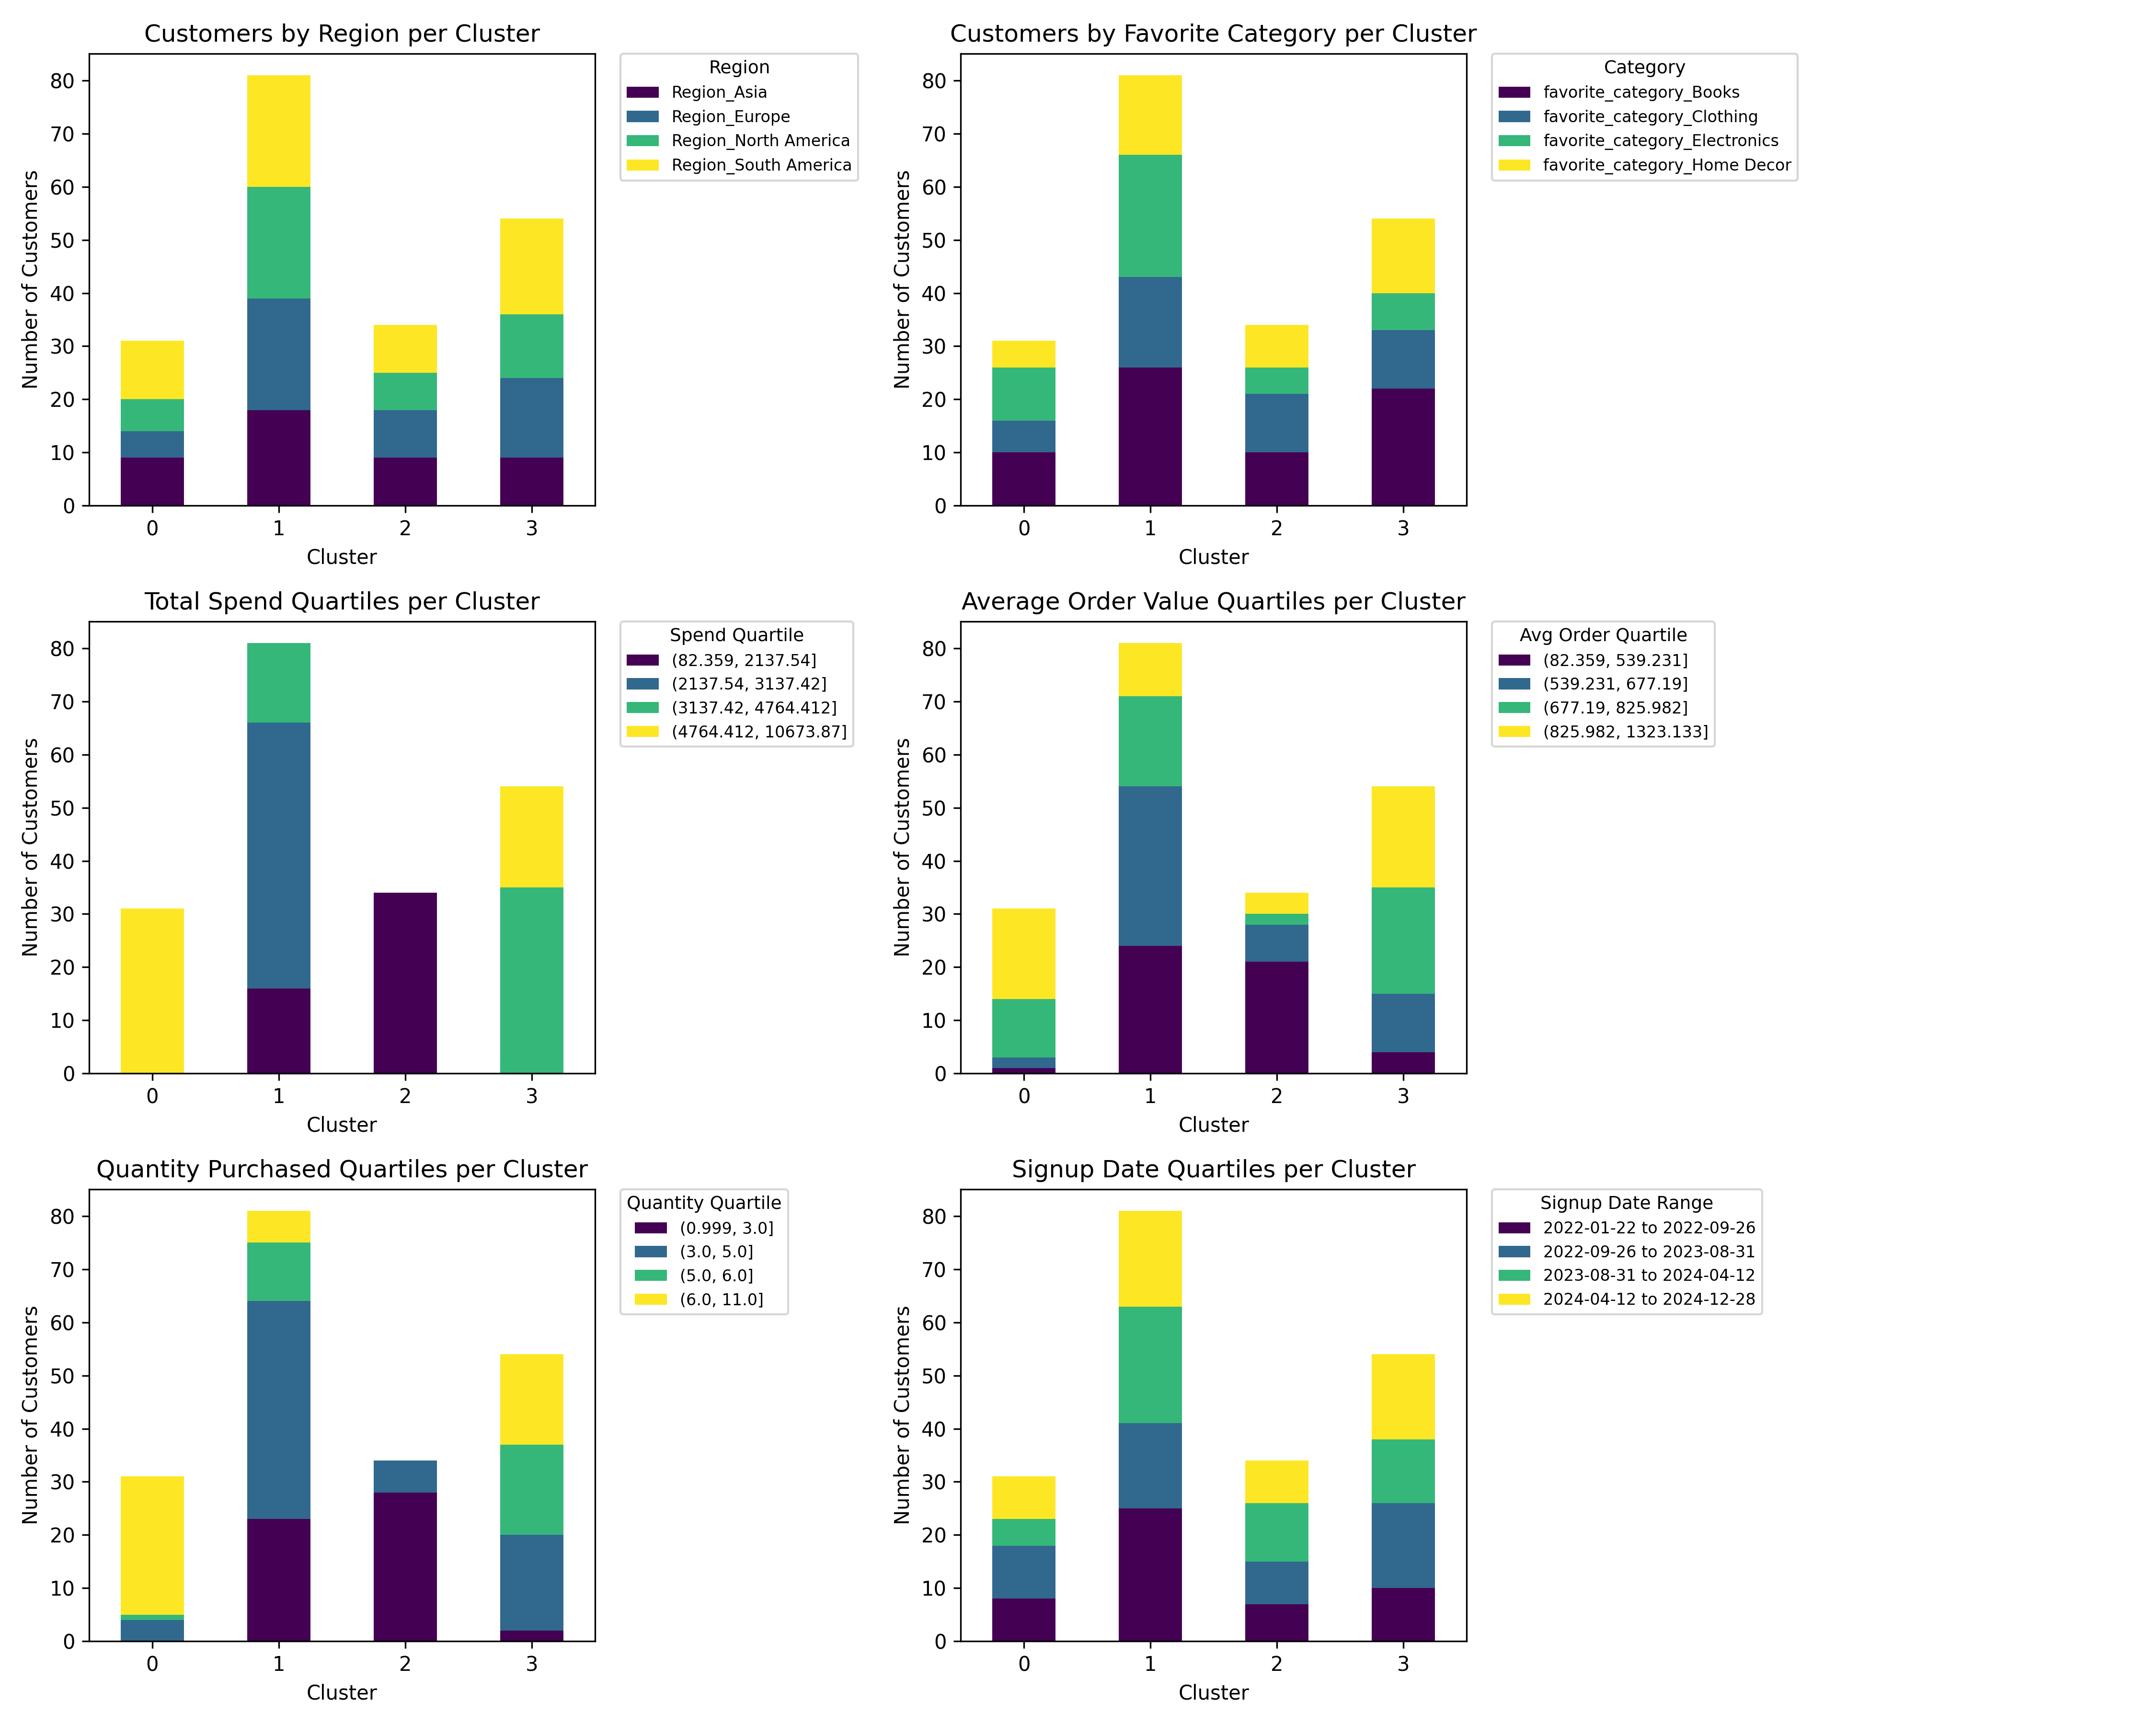 Customers by Region per Cluster
Number of Customers
80
70
60
50
40
30
20
10
0
0 1 2 3
Cluster
Region
Region_Asia
Region_Europe
Region_North America
Region_South America
Customers by Favorite Category per Cluster
Number of Customers
80
70
60
50
40
30
20
10
0
0 1 2 3
Cluster
Category
favorite_category_Books
favorite_category_Clothing
favorite_category_Electronics
favorite_category_Home Decor
Total Spend Quartiles per Cluster
Number of Customers
80
70
60
50
40
30
20
10
0
0 1 2 3
Cluster
Spend Quartile
(82.359, 2137.54]
(2137.54, 3137.42]
(3137.42, 4764.412]
(4764.412, 10673.87]
Average Order Value Quartiles per Cluster
Number of Customers
80
70
60
50
40
30
20
10
0
0 1 2 3
Cluster
Avg Order Quartile
(82.359, 539.231]
(539.231, 677.19]
(677.19, 825.982]
(825.982, 1323.133]
Quantity Purchased Quartiles per Cluster
Number of Customers
80
70
60
50
40
30
20
10
0
0 1 2 3
Cluster
Quantity Quartile
(0.999, 3.0]
(3.0, 5.0]
(5.0, 6.0]
(6.0, 11.0]
Signup Date Quartiles per Cluster
Number of Customers
80
70
60
50
40
30
20
10
0
0 1 2 3
Cluster
Signup Date Range
2022-01-22 to 2022-09-26
2022-09-26 to 2023-08-31
2023-08-31 to 2024-04-12
2024-04-12 to 2024-12-28